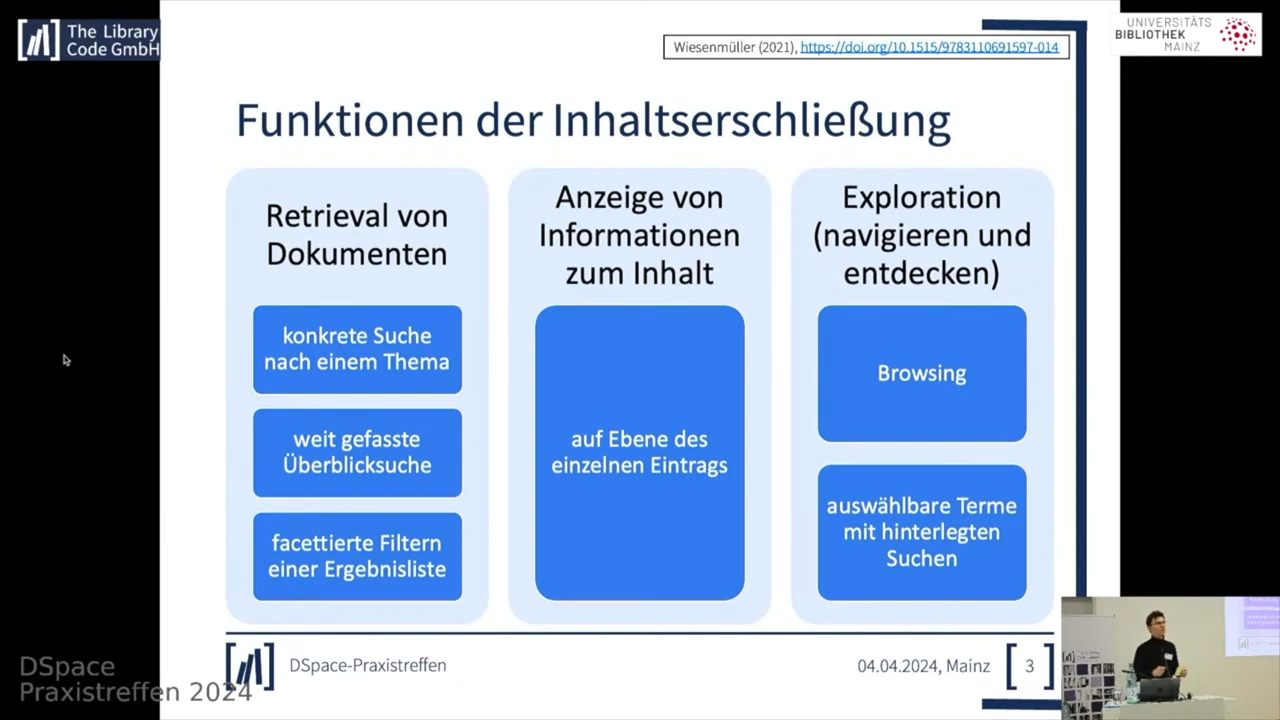 The Library
Code GmbH
UNIVERSITÄTS
BIBLIOTHEK
MAINZ
Wiesenmüller (2021), https://doi.org/10.1515/9783110691597-014
Funktionen der Inhaltserschließung
Retrieval von
Dokumenten
konkrete Suche
nach einem Thema
weit gefasste
Überblicksuche
facettierte Filtern
einer Ergebnisliste
Anzeige von
Informationen
zum Inhalt
auf Ebene des
einzelnen Eintrags
Exploration
(navigieren und
entdecken)
Browsing
auswählbare Terme
mit hinterlegten
Suchen
DSpace-Praxistreffen
04.04.2024, Mainz
3
DSpace
Praxistreffen 2024